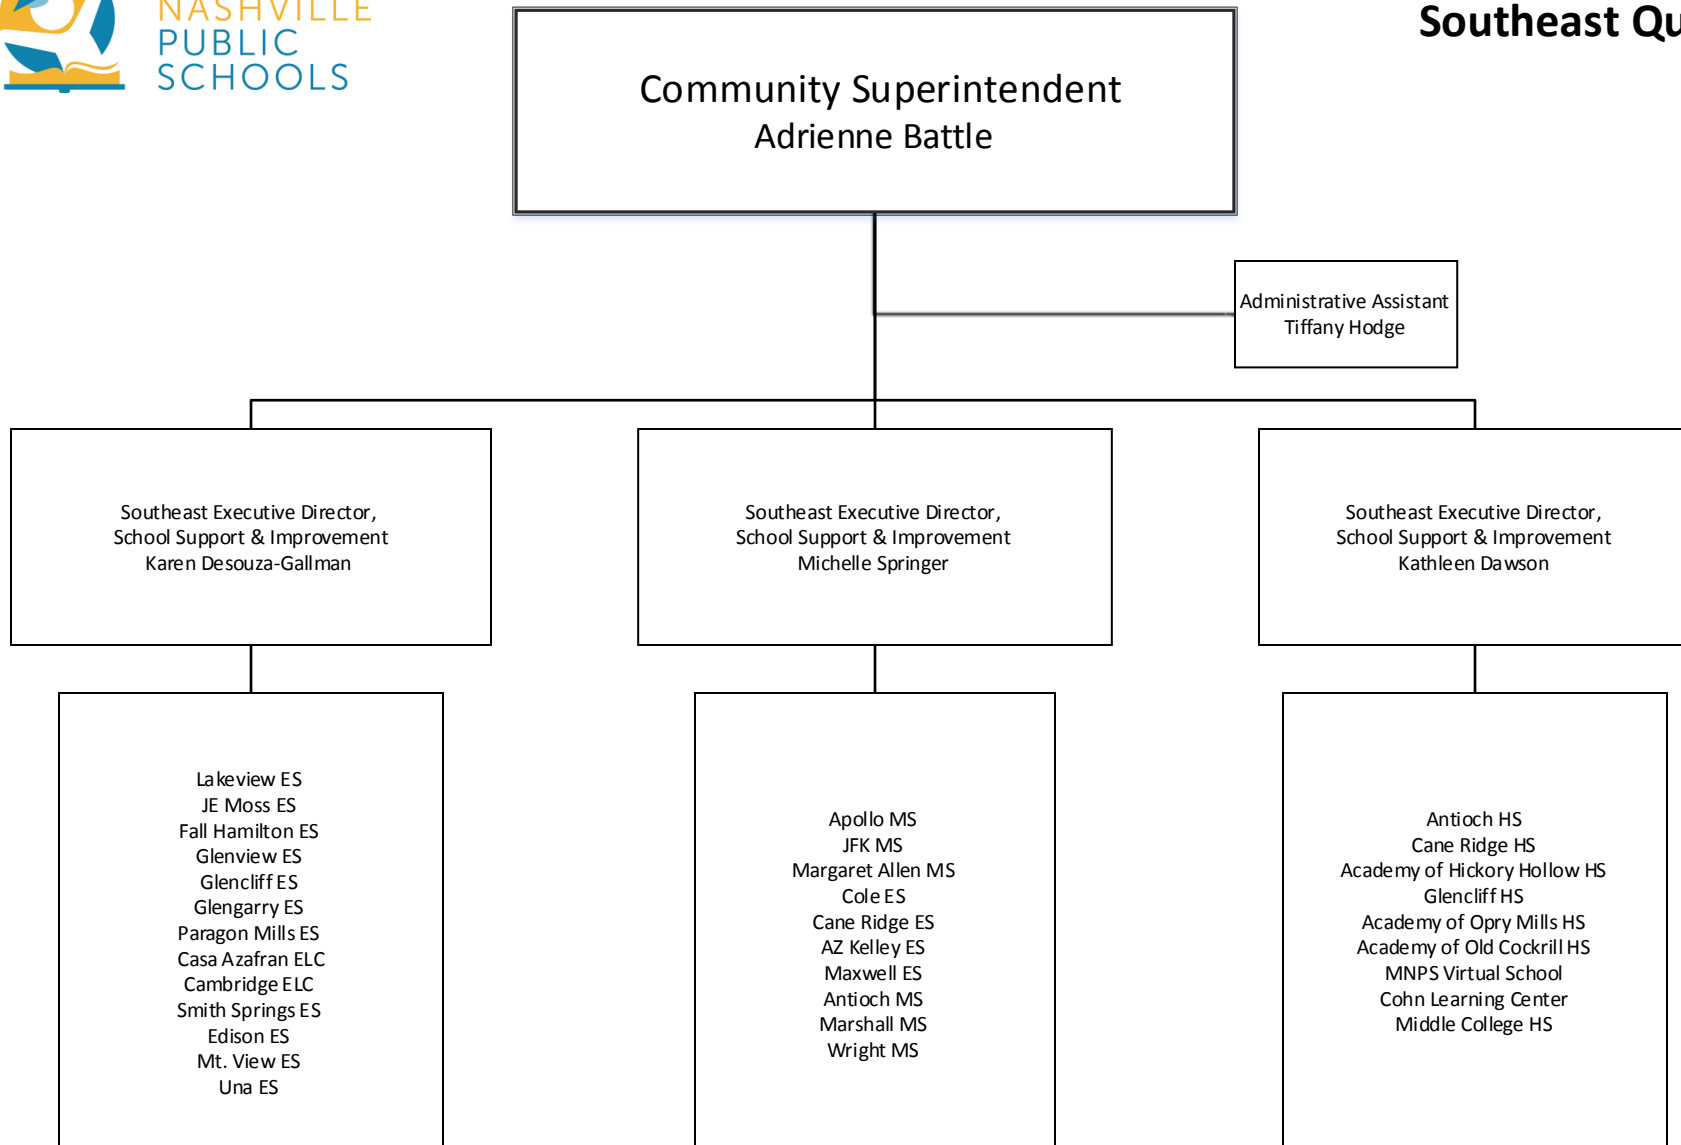 NASHVILLE
PUBLIC
SCHOOLS
Southeast
Community Superintendent
Adrienne Battle
Administrative Assistant
Tiffany Hodge
Southeast Executive Director,
School Support & Improvement
Karen Desouza-Gallman
Southeast Executive Director,
School Support & Improvement
Michelle Springer
Southeast Executive Director,
School Support & Improvement
Kathleen Dawson
Lakeview ES
JE Moss ES
Fall Hamilton ES
Glenview ES
Glencliff ES
Glengarry ES
Paragon Mills ES
Casa Azafran ELC
Cambridge ELC
Smith Springs ES
Edison ES
Mt. View ES
Una ES
Apollo MS
JFK MS
Margaret Allen MS
Cole ES
Cane Ridge ES
AZ Kelley ES
Maxwell ES
Antioch MS
Marshall MS
Wright MS
Antioch HS
Cane Ridge HS
Academy of Hickory Hollow HS
Glencliff HS
Academy of Opry Mills HS
Academy of Old Cockrill HS
MNPS Virtual School
Cohn Learning Center
Middle College HS